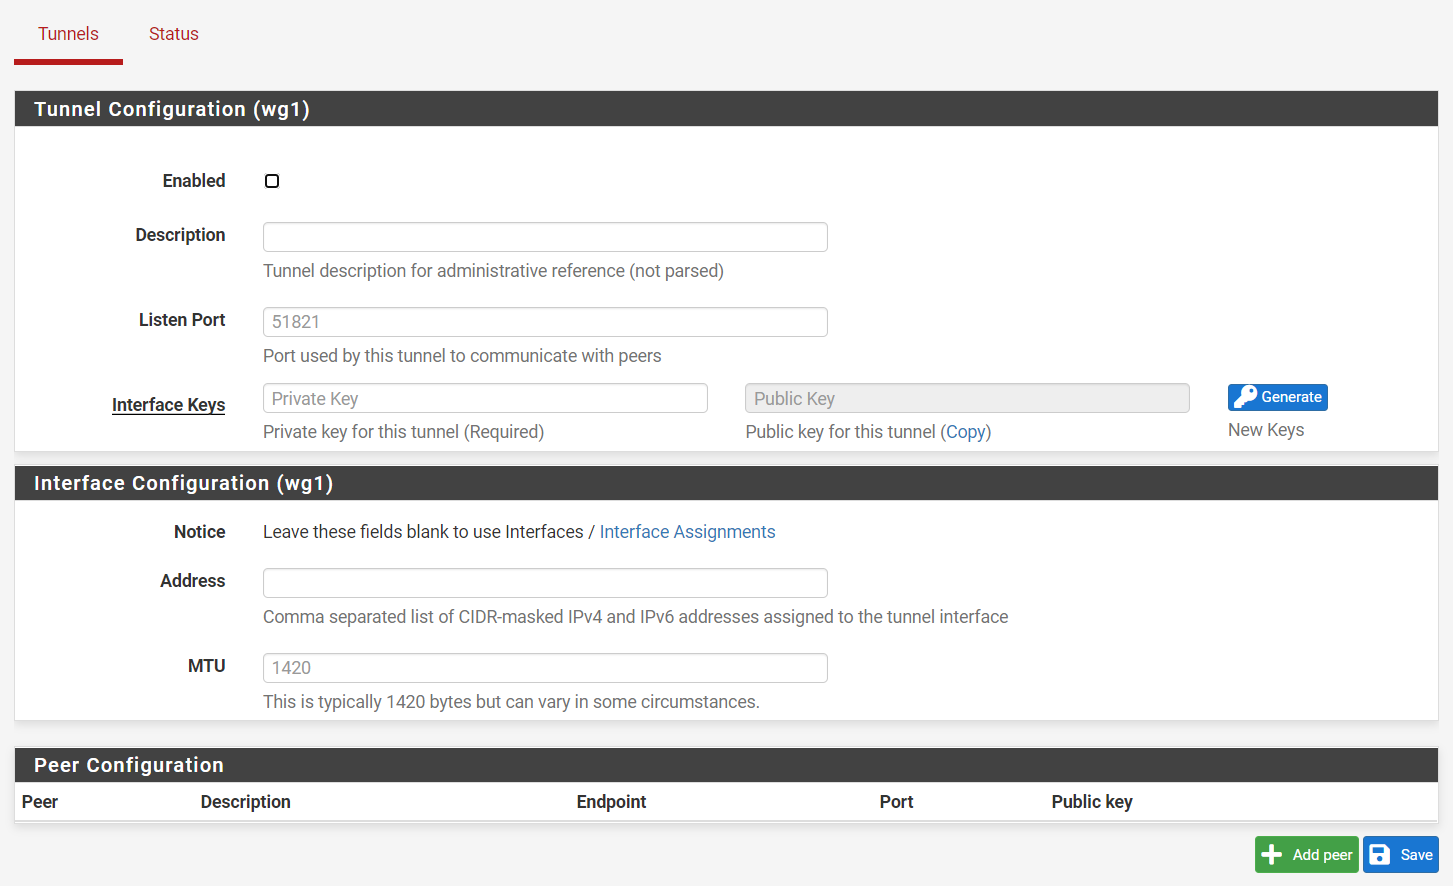 Tunnels Status
Tunnel Configuration (wg1)
Enabled
Description
Tunnel description for administrative reference (not parsed)
Listen Port 51821
Port used by this tunnel to communicate with peers
Interface Keys Private Key Public Key Generate
Private key for this tunnel (Required) Public key for this tunnel (Copy) New Keys
Interface Configuration (wg1)
Notice Leave these fields blank to use Interfaces / Interface Assignments
Address
Comma separated list of CIDR-masked IPv4 and IPv6 addresses assigned to the tunnel interface
MTU 1420
This is typically 1420 bytes but can vary in some circumstances.
Peer Configuration
Peer Description Endpoint Port Public key
Add peer Save